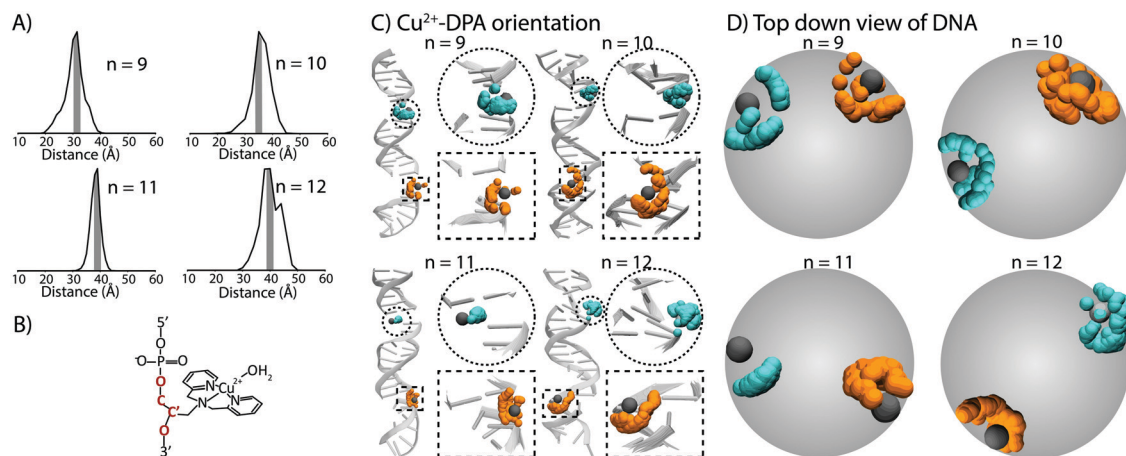 A)
n = 9
n = 10
10 20 30 40 50 60
Distance (Å)
10 20 30 40 50 60
Distance (Å)
n = 11
n = 12
10 20 30 40 50 60
Distance (Å)
10 20 30 40 50 60
Distance (Å)
B)
5′
O
⁻O P O
O
N Cu²⁺ OH₂
C′ N N
O
3′
C) Cu²⁺-DPA orientation
n = 9
n = 10
n = 11
n = 12
D) Top down view of DNA
n = 9
n = 10
n = 11
n = 12